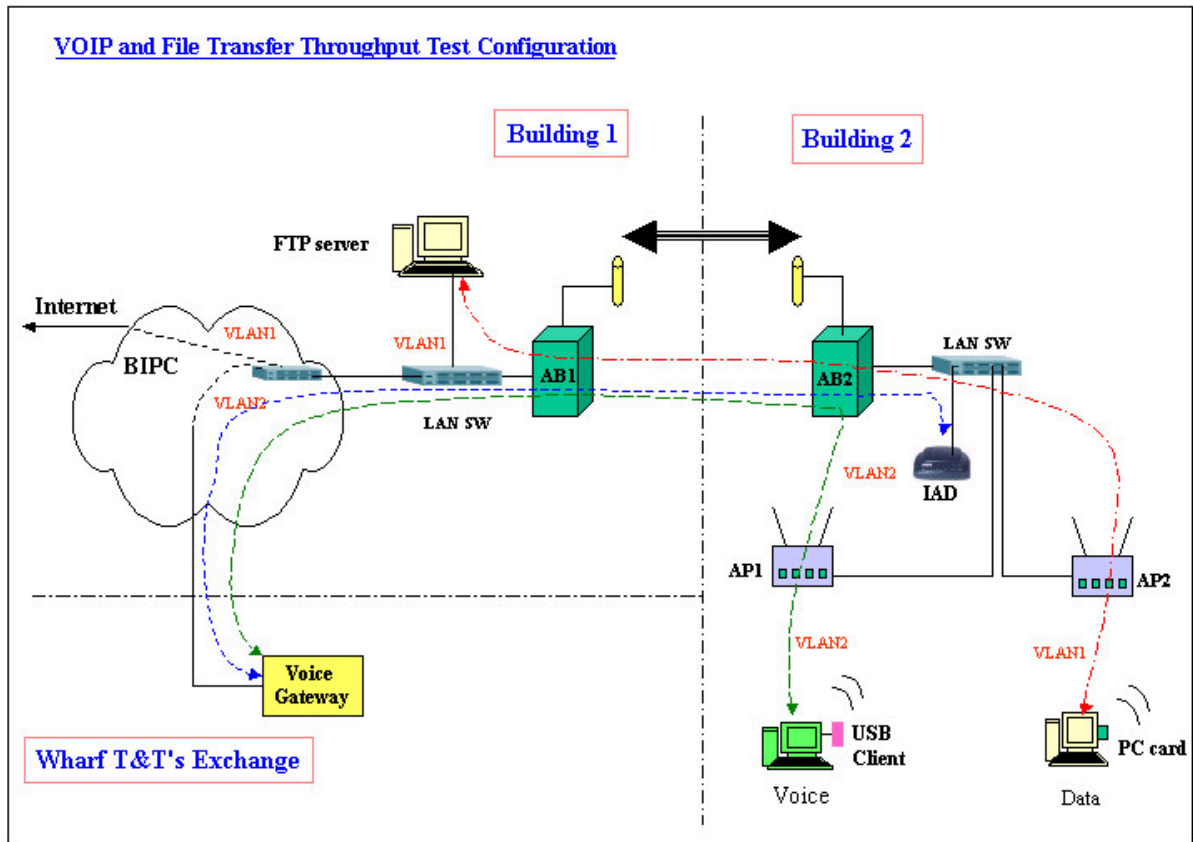 VOIP and File Transfer Throughput Test Configuration
Building 1
Building 2
FTP server
Internet
VLAN1
VLAN1
BIPC
AB1
AB2
LAN SW
VLAN2
LAN SW
VLAN2
IAD
AP1
AP2
VLAN2
VLAN1
Voice
Gateway
USB
Client
PC card
Wharf T&T's Exchange
Voice
Data